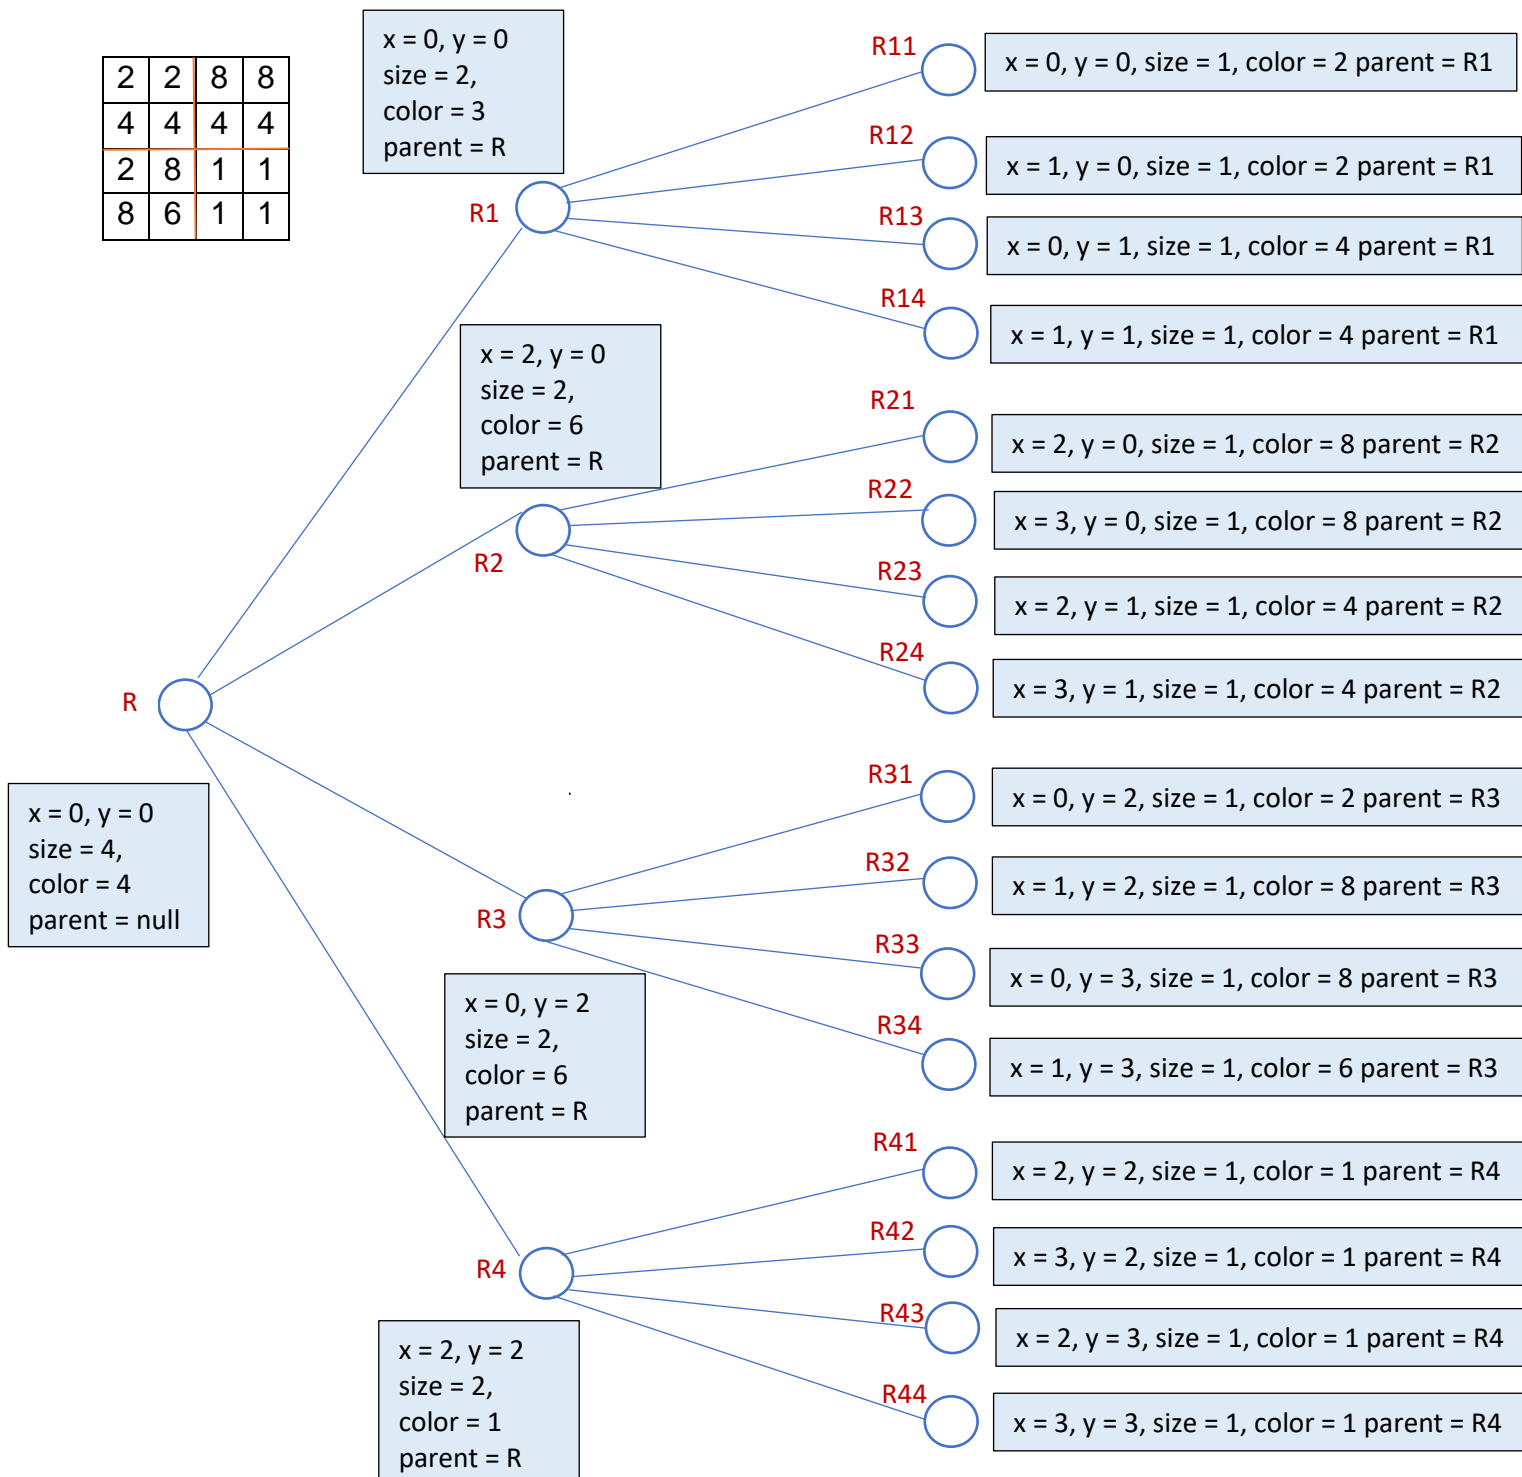 2 2 8 8
4 4 4 4
2 8 1 1
8 6 1 1
x = 0, y = 0
size = 2,
color = 3
parent = R
R1
R11
x = 0, y = 0, size = 1, color = 2 parent = R1
R12
x = 1, y = 0, size = 1, color = 2 parent = R1
R13
x = 0, y = 1, size = 1, color = 4 parent = R1
R14
x = 1, y = 1, size = 1, color = 4 parent = R1
x = 2, y = 0
size = 2,
color = 6
parent = R
R2
R21
x = 2, y = 0, size = 1, color = 8 parent = R2
R22
x = 3, y = 0, size = 1, color = 8 parent = R2
R23
x = 2, y = 1, size = 1, color = 4 parent = R2
R24
x = 3, y = 1, size = 1, color = 4 parent = R2
R
x = 0, y = 0
size = 4,
color = 4
parent = null
R3
x = 0, y = 2
size = 2,
color = 6
parent = R
R31
x = 0, y = 2, size = 1, color = 2 parent = R3
R32
x = 1, y = 2, size = 1, color = 8 parent = R3
R33
x = 0, y = 3, size = 1, color = 8 parent = R3
R34
x = 1, y = 3, size = 1, color = 6 parent = R3
R4
x = 2, y = 2
size = 2,
color = 1
parent = R
R41
x = 2, y = 2, size = 1, color = 1 parent = R4
R42
x = 3, y = 2, size = 1, color = 1 parent = R4
R43
x = 2, y = 3, size = 1, color = 1 parent = R4
R44
x = 3, y = 3, size = 1, color = 1 parent = R4